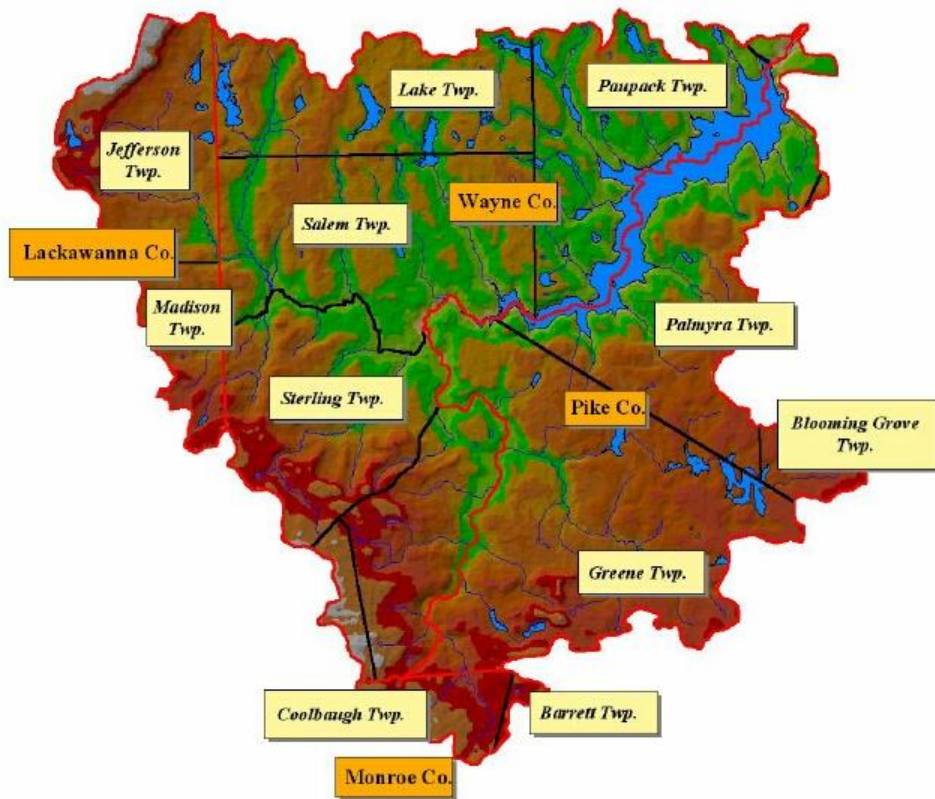 Lake Twp.
Paupack Twp.
Jefferson
Twp.
Wayne Co.
Salem Twp.
Lackawanna Co.
Madison
Twp.
Palmyra Twp.
Sterling Twp.
Pike Co.
Blooming Grove
Twp.
Greene Twp.
Coolbaugh Twp.
Barrett Twp.
Monroe Co.